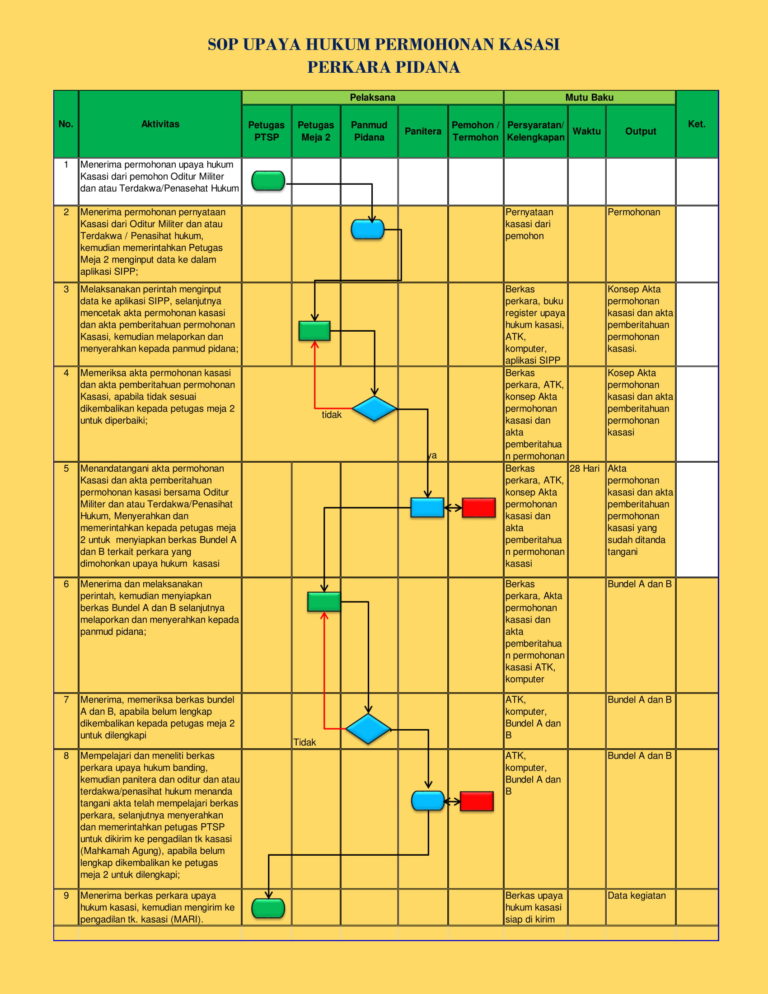 SOP UPAYA HUKUM PERMOHONAN KASASI
PERKARA PIDANA
No.
Aktivitas
Pelaksana
Mutu Baku
Ket.
Petugas
PTSP
Petugas
Meja 2
Panmud
Pidana
Panitera
Pemohon /
Termohon
Persyaratan/
Kelengkapan
Waktu
Output
1
Menerima permohonan upaya hukum
Kasasi dari pemohon Oditur Militer
dan atau Terdakwa/Penasehat Hukum
2
Menerima permohonan pernyataan
Kasasi dari Oditur Militer dan atau
Terdakwa / Penasihat hukum,
kemudian memerintahkan Petugas
Meja 2 menginput data ke dalam
aplikasi SIPP;
Pernyataan
kasasi dari
pemohon
Permohonan
3
Melaksanakan perintah menginput
data ke aplikasi SIPP, selanjutnya
mencetak akta permohonan kasasi
dan akta pemberitahuan permohonan
Kasasi, kemudian melaporkan dan
menyerahkan kepada panmud pidana;
Berkas
perkara, buku
register upaya
hukum kasasi,
ATK,
komputer,
aplikasi SIPP
Konsep Akta
permohonan
kasasi dan akta
pemberitahuan
permohonan
kasasi.
4
Memeriksa akta permohonan kasasi
dan akta pemberitahuan permohonan
Kasasi, apabila tidak sesuai
dikembalikan kepada petugas meja 2
untuk diperbaiki;
tidak
ya
Berkas
perkara, ATK,
konsep Akta
permohonan
kasasi dan
akta
pemberitahua
n permohonan
Kosep Akta
permohonan
kasasi dan akta
pemberitahuan
permohonan
kasasi
5
Menandatangani akta permohonan
Kasasi dan akta pemberitahuan
permohonan kasasi bersama Oditur
Militer dan atau Terdakwa/Penasihat
Hukum, Menyerahkan dan
memerintahkan kepada petugas meja
2 untuk menyiapkan berkas Bundel A
dan B terkait perkara yang
dimohonkan upaya hukum kasasi
Berkas
perkara, ATK,
konsep Akta
permohonan
kasasi dan
akta
pemberitahua
n permohonan
kasasi
28 Hari
Akta
permohonan
kasasi dan akta
pemberitahuan
permohonan
kasasi yang
sudah ditanda
tangani
6
Menerima dan melaksanakan
perintah, kemudian menyiapkan
berkas Bundel A dan B selanjutnya
melaporkan dan menyerahkan kepada
panmud pidana;
Berkas
perkara, Akta
permohonan
kasasi dan
akta
pemberitahua
n permohonan
kasasi ATK,
komputer
Bundel A dan B
7
Menerima, memeriksa berkas bundel
A dan B, apabila belum lengkap
dikembalikan kepada petugas meja 2
untuk dilengkapi
Tidak
ATK,
komputer,
Bundel A dan
B
Bundel A dan B
8
Mempelajari dan meneliti berkas
perkara upaya hukum banding,
kemudian panitera dan oditur dan atau
terdakwa/penasihat hukum menanda
tangani akta telah mempelajari berkas
perkara, selanjutnya menyerahkan
dan memerintahkan petugas PTSP
untuk dikirim ke pengadilan tk kasasi
(Mahkamah Agung), apabila belum
lengkap dikembalikan ke petugas
meja 2 untuk dilengkapi;
ATK,
komputer,
Bundel A dan
B
Bundel A dan B
9
Menerima berkas perkara upaya
hukum kasasi, kemudian mengirim ke
pengadilan tk. kasasi (MARI).
Berkas upaya
hukum kasasi
siap di kirim
Data kegiatan